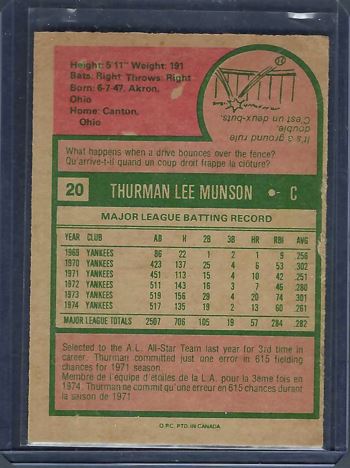 Height: 5'11" Weight: 191
Bats: Right Throws: Right
Born: 6-7-47, Akron,
Ohio
Home: Canton,
Ohio
It's a ground rule
double.
C'est un deux-buts.
What happens when a drive bounces over the fence?
Qu'arrive-t-il quand un coup droit frappe la clôture?
20 THURMAN LEE MUNSON •- C
MAJOR LEAGUE BATTING RECORD
YEAR CLUB AB H 2B 3B HR RBI AVG
1969 YANKEES 86 22 1 2 1 9 .256
1970 YANKEES 423 137 25 4 6 53 .302
1971 YANKEES 451 113 15 4 10 42 .251
1972 YANKEES 511 143 16 3 7 46 .280
1973 YANKEES 519 156 29 4 20 74 .301
1974 YANKEES 517 135 19 2 13 60 .261
MAJOR LEAGUE TOTALS 2507 706 105 19 57 284 .282
Selected to the A.L. All-Star Team last year for 3rd time in
career. Thurman committed just one error in 615 fielding
chances for 1971 season.
Membre de l'equipe d'étoiles de la L.A. pour la 3ème fois en
1974, Thurman ne commit qu'une erreur en 615 chances durant
la saison de 1971.
O.P.C. PTD. IN CANADA